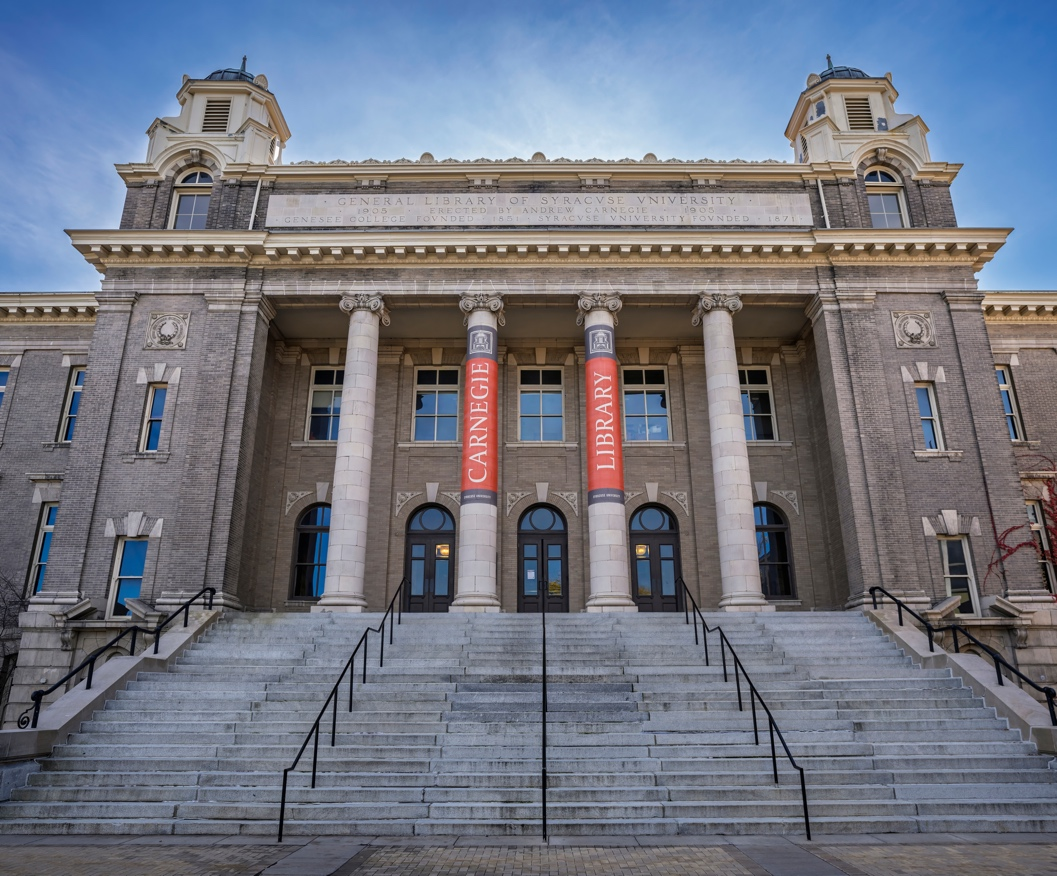 GENERAL LIBRARY OF SYRACVSE VNIVERSITY
1905 · ERECTED BY ANDREW CARNEGIE · 1905
GENESEE COLLEGE FOVNDED · 1851 · SYRACVSE VNIVERSITY FOVNDED · 1871
CARNEGIE
LIBRARY